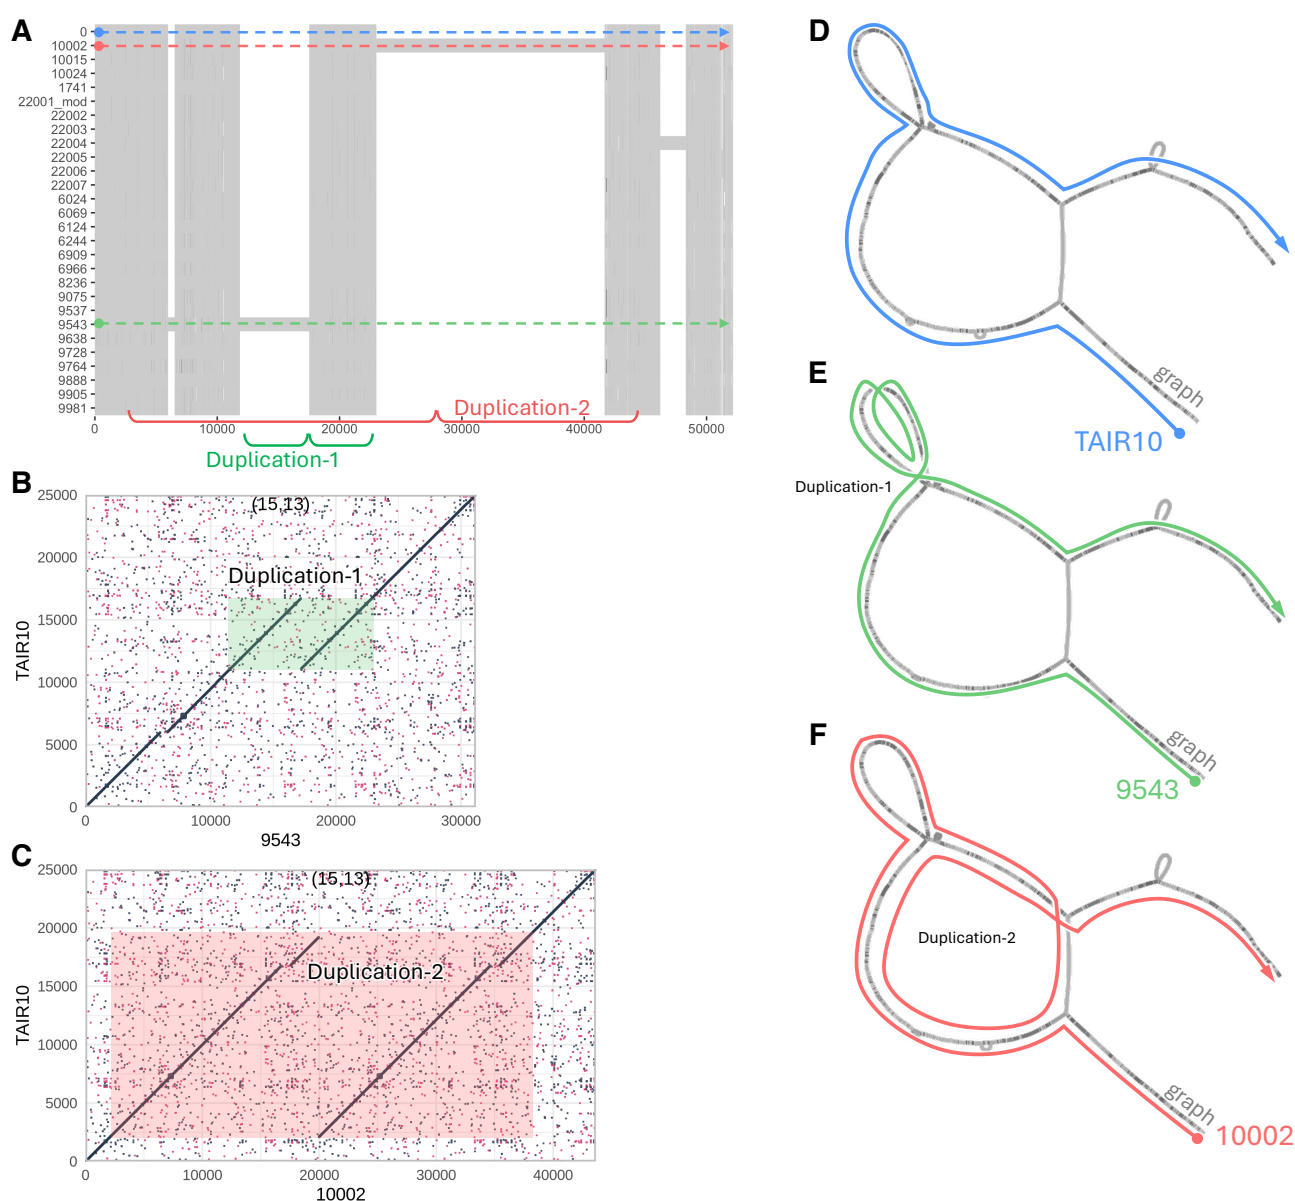 A
0
10002
10015
10024
1741
22001_mod
22002
22003
22004
22005
22006
22007
6024
6069
6124
6244
6909
6966
8236
9075
9537
9543
9638
9728
9764
9888
9905
9981
Duplication-2
0 10000 20000 30000 40000 50000
Duplication-1
B
(15,13)
25000
20000
15000
10000
5000
0
TAIR10
Duplication-1
0 10000 20000 30000
9543
C
(15,13)
25000
20000
15000
10000
5000
0
TAIR10
Duplication-2
0 10000 20000 30000 40000
10002
D
graph
TAIR10
E
Duplication-1
graph
9543
F
Duplication-2
graph
10002